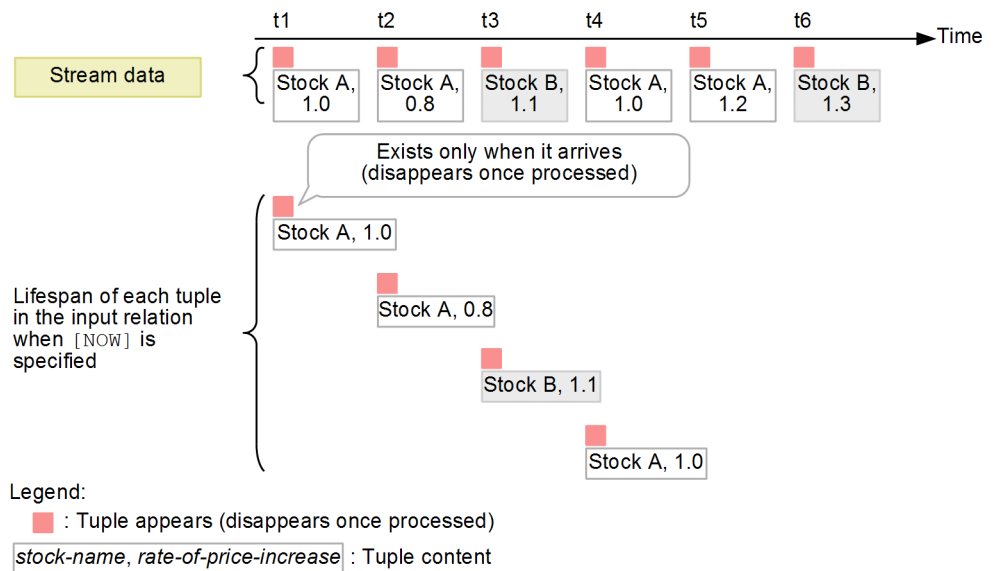 t1 t2 t3 t4 t5 t6
Time
Stream data
Stock A,
1.0
Stock A,
0.8
Stock B,
1.1
Stock A,
1.0
Stock A,
1.2
Stock B,
1.3
Exists only when it arrives
(disappears once processed)
Stock A, 1.0
Stock A, 0.8
Lifespan of each tuple
in the input relation
when [NOW] is
specified
Stock B, 1.1
Stock A, 1.0
Legend:
: Tuple appears (disappears once processed)
stock-name, rate-of-price-increase : Tuple content